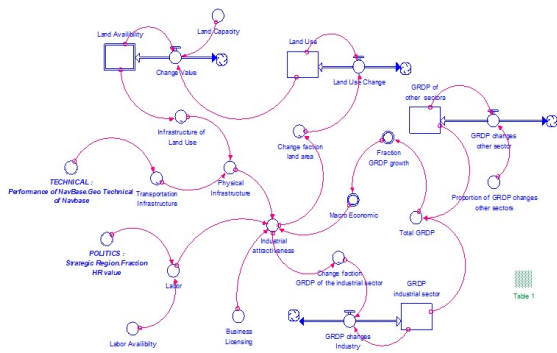 Land Availibility
Land Capacity
Land Use
Change Value
Land Use Change
GRDP of
other sectors
Infrastructure of
Land Use
Change faction
land area
Fraction
GRDP growth
GRDP changes
other sector
TECHNICAL :
Performance of NavBase.Geo Technical
of Navbase
Transportation
Infrastructure
Physical
Infrastructure
Macro Economic
Proportion of GRDP changes
other sectors
Total GRDP
POLITICS :
Strategic Region.Fraction
HR value
Industrial
attractiveness
Labor
Change faction
GRDP of the industrial sector
GRDP
industrial sector
Table 1
Labor Availiblity
Business
Licensing
GRDP changes
Industry